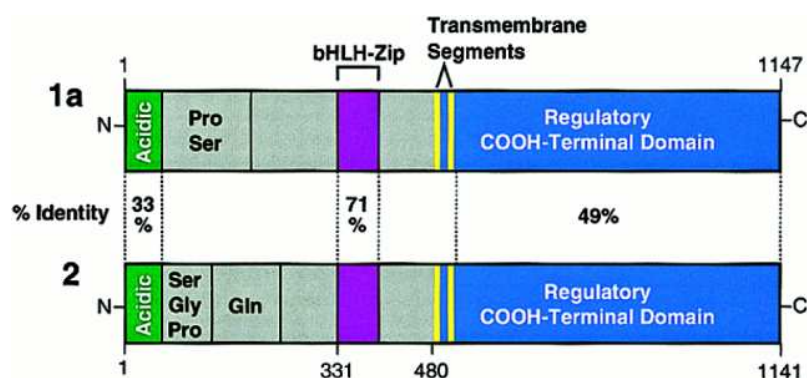 Transmembrane
bHLH-Zip Segments
1 1147
1a N- Acidic Pro Ser Regulatory COOH-Terminal Domain -C
% Identity 33 % 71 % 49%
2 N- Acidic Ser Gly Pro Gln Regulatory COOH-Terminal Domain -C
1 331 480 1141